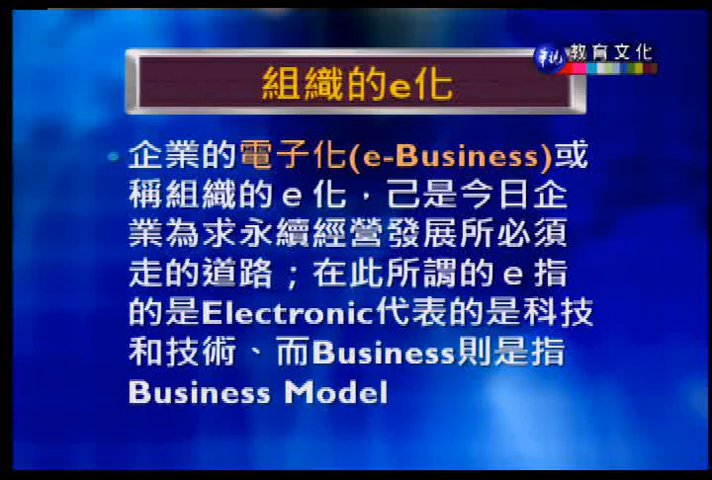 華視 教育文化
組織的e化
• 企業的電子化(e-Business)或
稱組織的e化，己是今日企
業為求永續經營發展所必須
走的道路；在此所謂的e指
的是Electronic代表的是科技
和技術、而Business則是指
Business Model